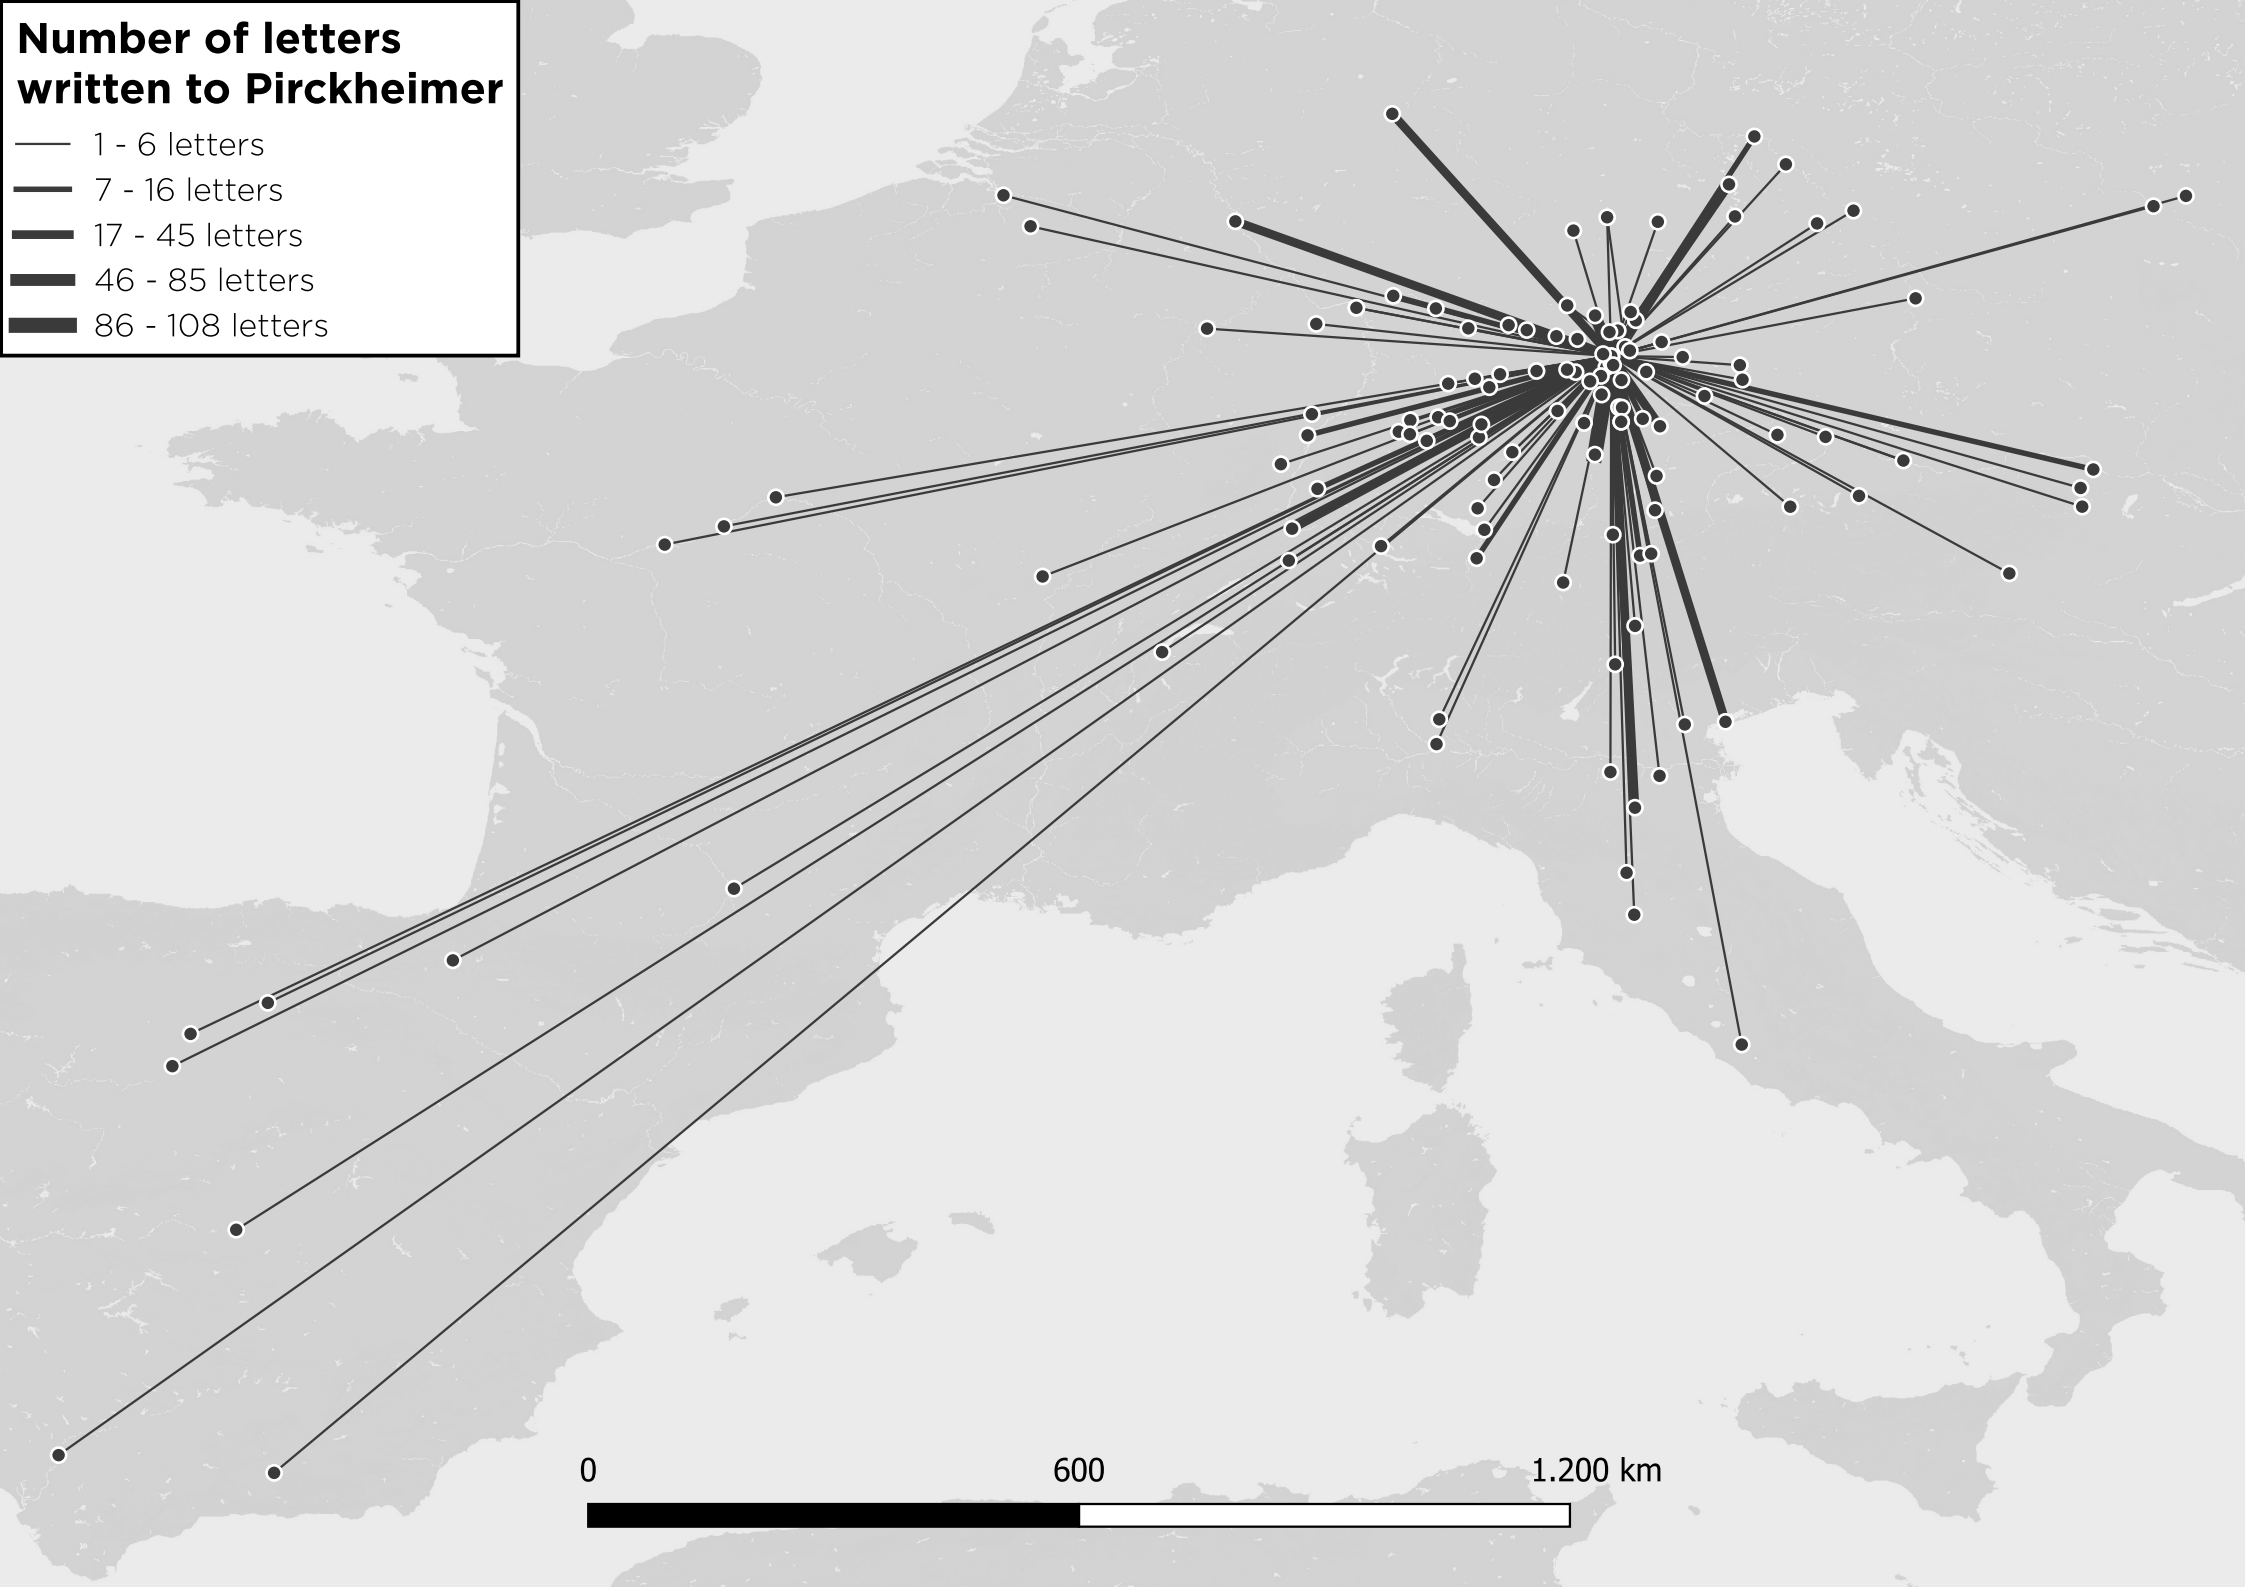 Number of letters
written to Pirckheimer
1 - 6 letters
7 - 16 letters
17 - 45 letters
46 - 85 letters
86 - 108 letters
0 600 1.200 km